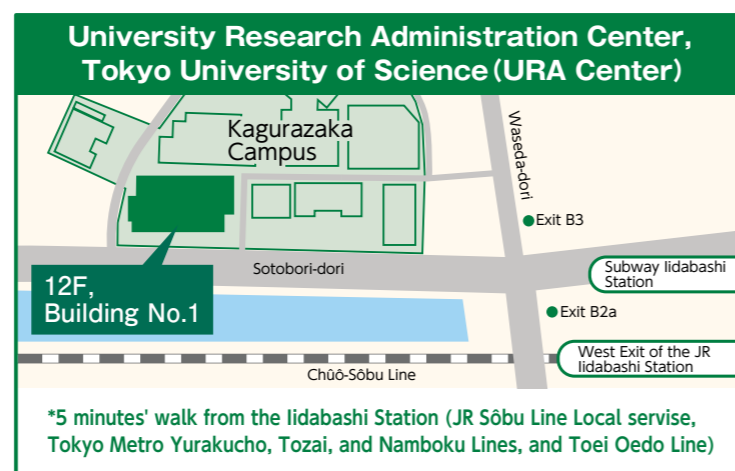 University Research Administration Center,
Tokyo University of Science (URA Center)
Kagurazaka
Campus
Waseda-dori
Exit B3
Sotobori-dori
Subway Iidabashi
Station
12F,
Building No.1
Exit B2a
West Exit of the JR
Iidabashi Station
Chûô-Sôbu Line
*5 minutes' walk from the Iidabashi Station (JR Sôbu Line Local servise,
Tokyo Metro Yurakucho, Tozai, and Namboku Lines, and Toei Oedo Line)